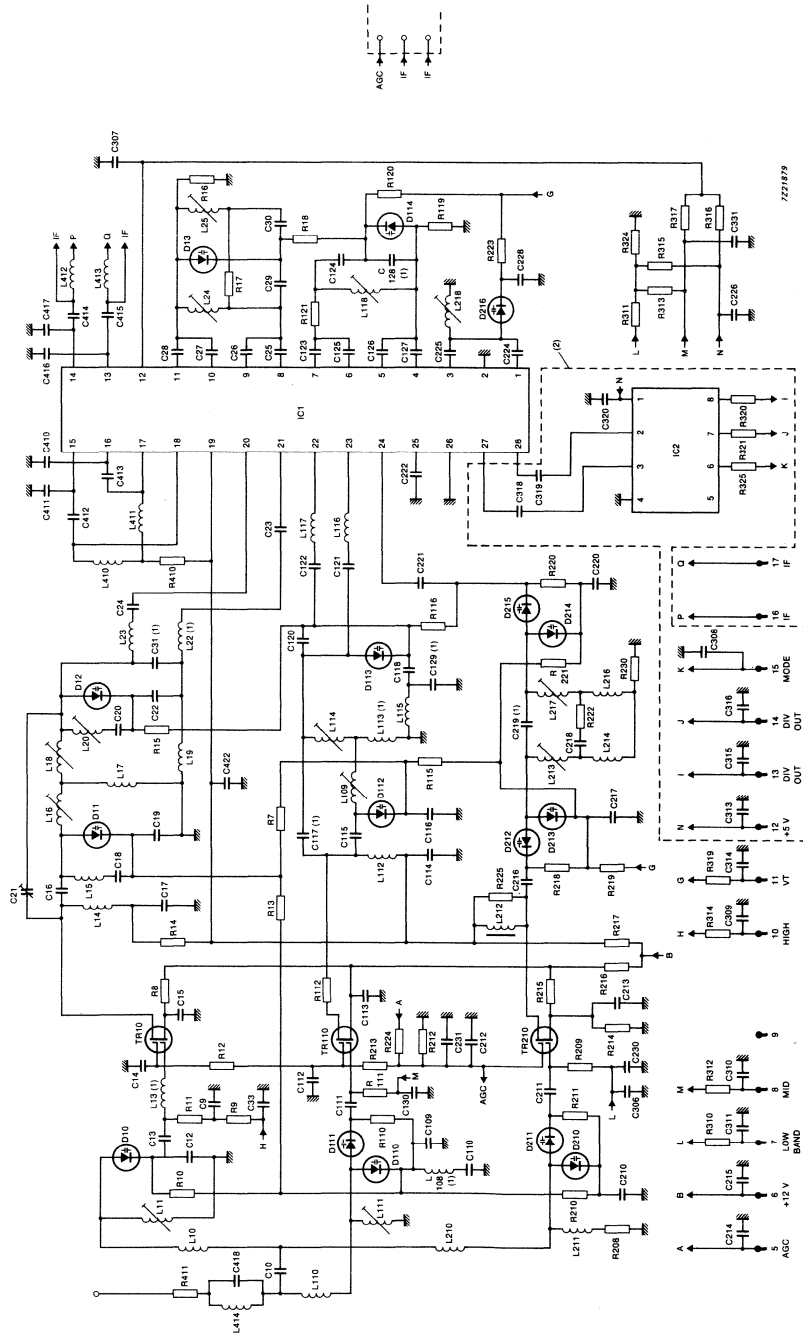 AGC
IF
IF
C307
R16
L25
D13
C30
R18
L24
R17
C29
IF
P
L412
Q
L413
IF
C417
C414
C415
C416
C28
C27
C26
C25
R120
D114
R119
C124
C
128 (1)
L118
R121
C123
C125
C126
C127
G
R223
C228
D216
L218
C225
C224
R324
R317
R316
R315
C331
R311
R313
C226
L
M
N
7Z21879
14
13
12
11
10
9
8
7
6
5
4
3
2
1
IC1
15
16
17
18
19
20
21
22
23
24
25
26
27
28
C410
C411
C413
C412
L411
L410
R410
C24
L23
C23
L22 (1)
C31 (1)
L117
L116
C122
C121
C222
C221
C318
C319
(2)
C320
N
1
2
3
4
IC2
8
7
6
5
R320
R321
R325
I
J
K
D12
L20
C20
C22
R15
L18
L17
L19
L16
C21
D11
C19
L15
C18
C16
L14
C17
R14
C422
R7
R13
C120
R116
D113
C118
C129 (1)
L115
L114
L113 (1)
L109
D112
R115
C117 (1)
C115
C116
L112
C114
D215
R220
C220
D214
R
221
L217
L216
R230
C219 (1)
R222
C218
L213
L214
D212
D213
C217
C216
R218
R219
G
R225
L212
R217
R216
B
R8
C15
TR10
C14
R12
L13 (1)
R11
C9
R9
C33
H
C13
C12
D10
R10
L11
L10
R112
C113
TR110
A
R224
R213
R212
C231
C212
AGC
C112
R
111
M
C130
C111
D111
R110
D110
C109
L
108 (1)
C110
L111
R215
TR210
C213
R214
R209
C230
L
C306
C211
D211
R211
D210
R210
C210
L211
R208
L210
C10
L110
R411
C418
L414
Q
P
17
IF
16
IF
C308
K
15
MODE
J
C316
14
DIV
OUT
I
C315
13
DIV
OUT
N
C313
12
+5 V
G
R319
C314
11
VT
H
R314
C309
10
HIGH
9
M
R312
C310
8
MID
L
R310
C311
7
LOW
BAND
B
C215
6
+12 V
A
C214
5
AGC